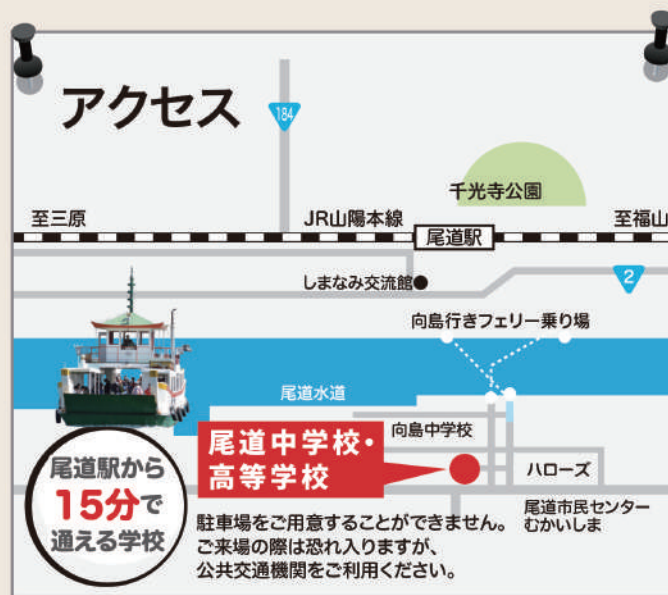 アクセス
184
千光寺公園
至三原
JR山陽本線
尾道駅
至福山
しまなみ交流館
2
向島行きフェリー乗り場
尾道水道
向島中学校
尾道中学校・
高等学校
ハローズ
尾道市民センター
むかいしま
尾道駅から
15分で
通える学校
駐車場をご用意することができません。
ご来場の際は恐れ入りますが、
公共交通機関をご利用ください。